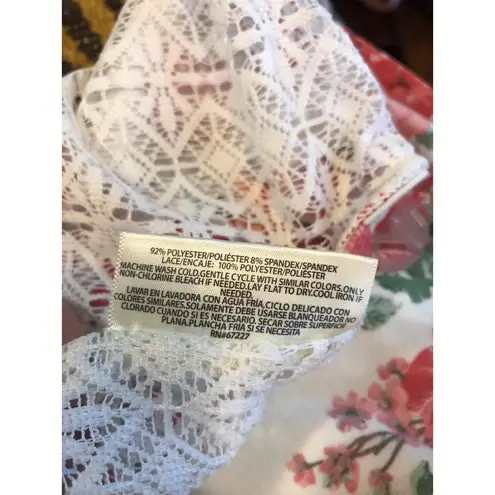 92% POLYESTER/POLIÉSTER 8% SPANDEX/SPANDEX
LACE/ENCAJE: 100% POLYESTER/POLIÉSTER
MACHINE WASH COLD,GENTLE CYCLE WITH SIMILAR COLORS.ONLY
NON-CHLORINE BLEACH IF NEEDED.LAY FLAT TO DRY.COOL IRON IF
NEEDED.
LAVAR EN LAVADORA CON AGUA FRÍA,CICLO DELICADO CON
COLORES SIMILARES.SOLAMENTE DEBE USARSE BLANQUEADOR NO
CLORADO CUANDO SI ES NECESARIO, SECAR SOBRE SUPERFICIE
PLANA.PLANCHA FRÍA SI SE NECESITA
RN#67227